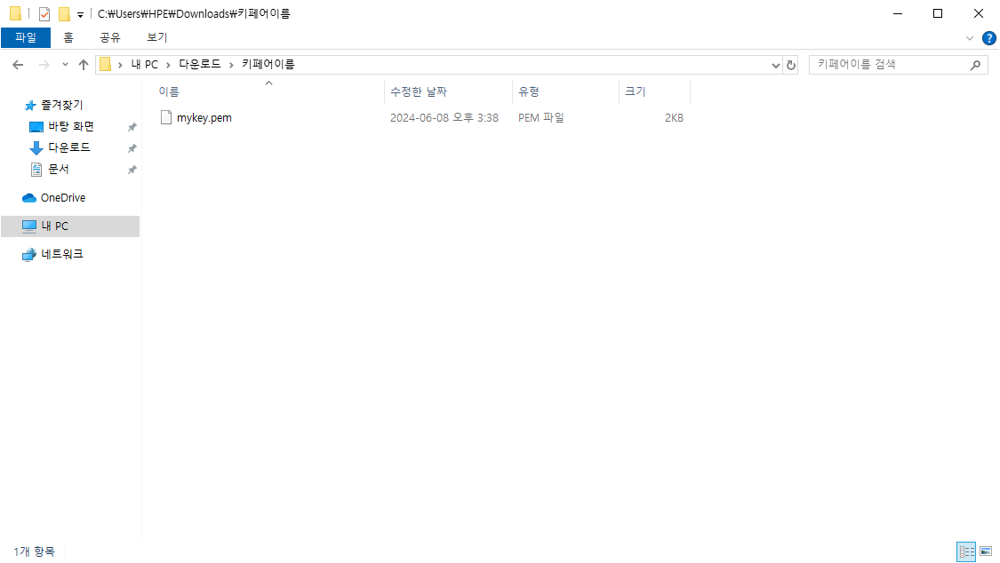 C:₩Users₩HPE₩Downloads₩키페어이름
파일 홈 공유 보기
내 PC 다운로드 키페어이름 키페어이름 검색
이름 수정한 날짜 유형 크기
mykey.pem 2024-06-08 오후 3:38 PEM 파일 2KB
즐겨찾기
바탕 화면
다운로드
문서
OneDrive
내 PC
네트워크
1개 항목